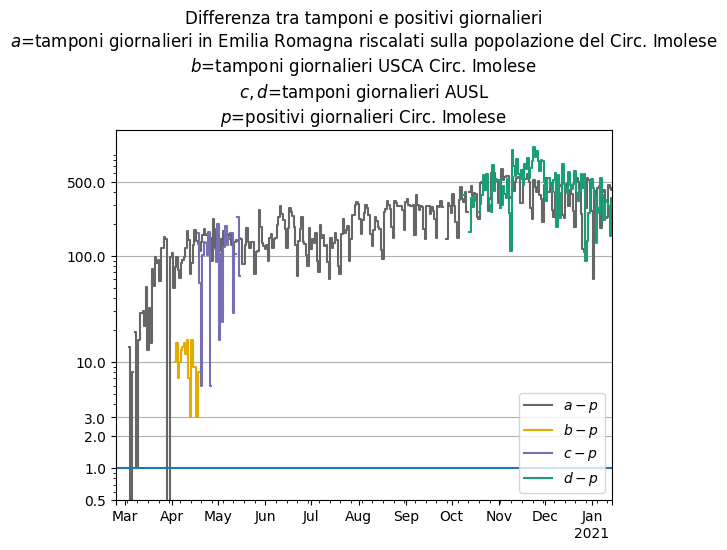 Differenza tra tamponi e positivi giornalieri
a=tamponi giornalieri in Emilia Romagna riscalati sulla popolazione del Circ. Imolese
b=tamponi giornalieri USCA Circ. Imolese
c, d=tamponi giornalieri AUSL
p=positivi giornalieri Circ. Imolese
500.0
100.0
10.0
3.0
2.0
1.0
0.5
a − p
b − p
c − p
d − p
Mar Apr May Jun Jul Aug Sep Oct Nov Dec Jan
2021